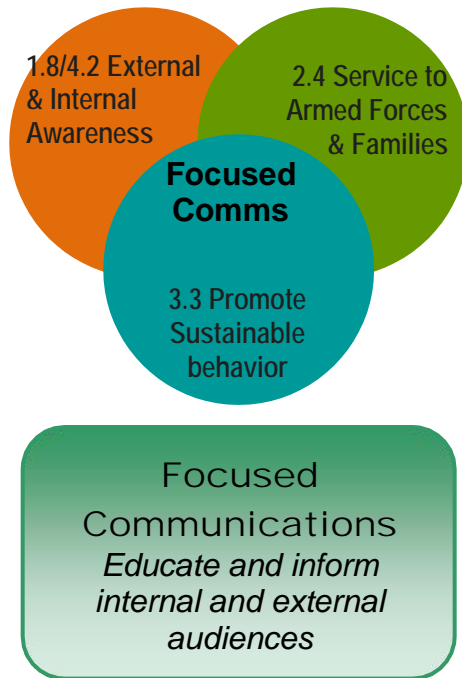 1.8/4.2 External
& Internal
Awareness
2.4 Service to
Armed Forces
& Families
Focused
Comms
3.3 Promote
Sustainable
behavior
Focused
Communications
Educate and inform
internal and external
audiences